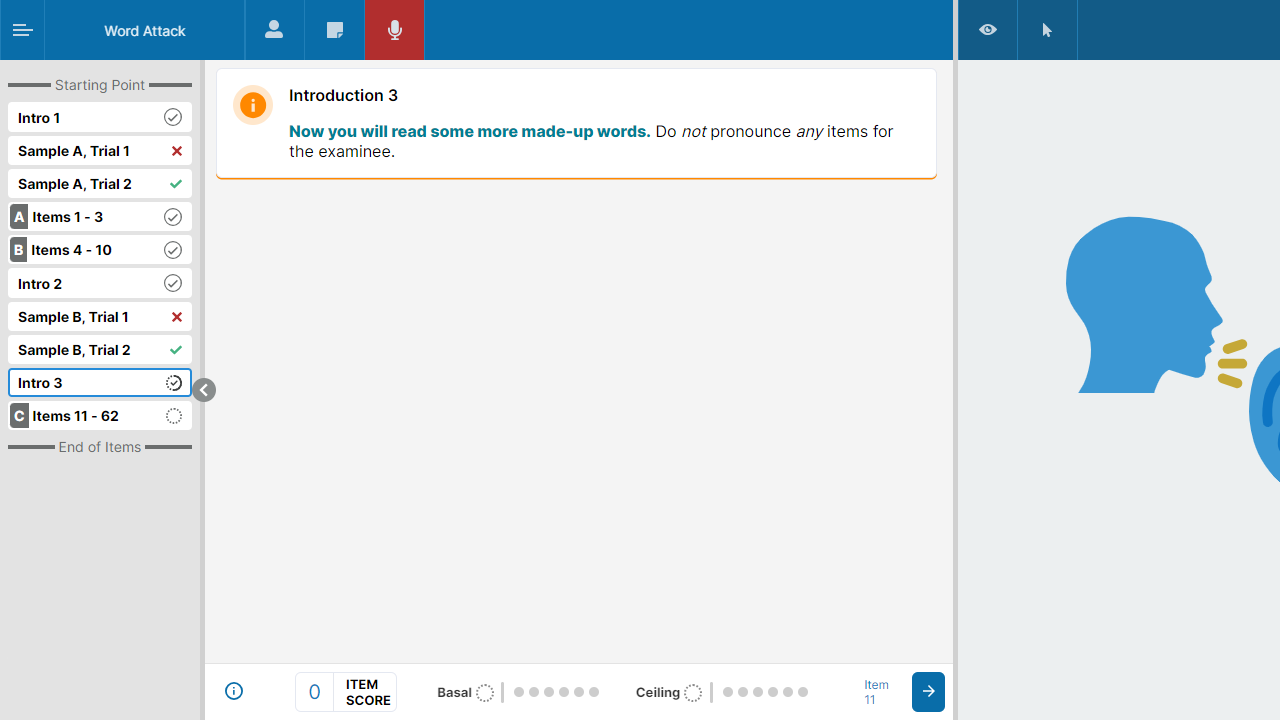 Word Attack
Starting Point
Intro 1
Sample A, Trial 1
Sample A, Trial 2
A Items 1 - 3
B Items 4 - 10
Intro 2
Sample B, Trial 1
Sample B, Trial 2
Intro 3
C Items 11 - 62
End of Items
Introduction 3
Now you will read some more made-up words. Do not pronounce any items for
the examinee.
0 ITEM
SCORE
Basal
Ceiling
Item
11